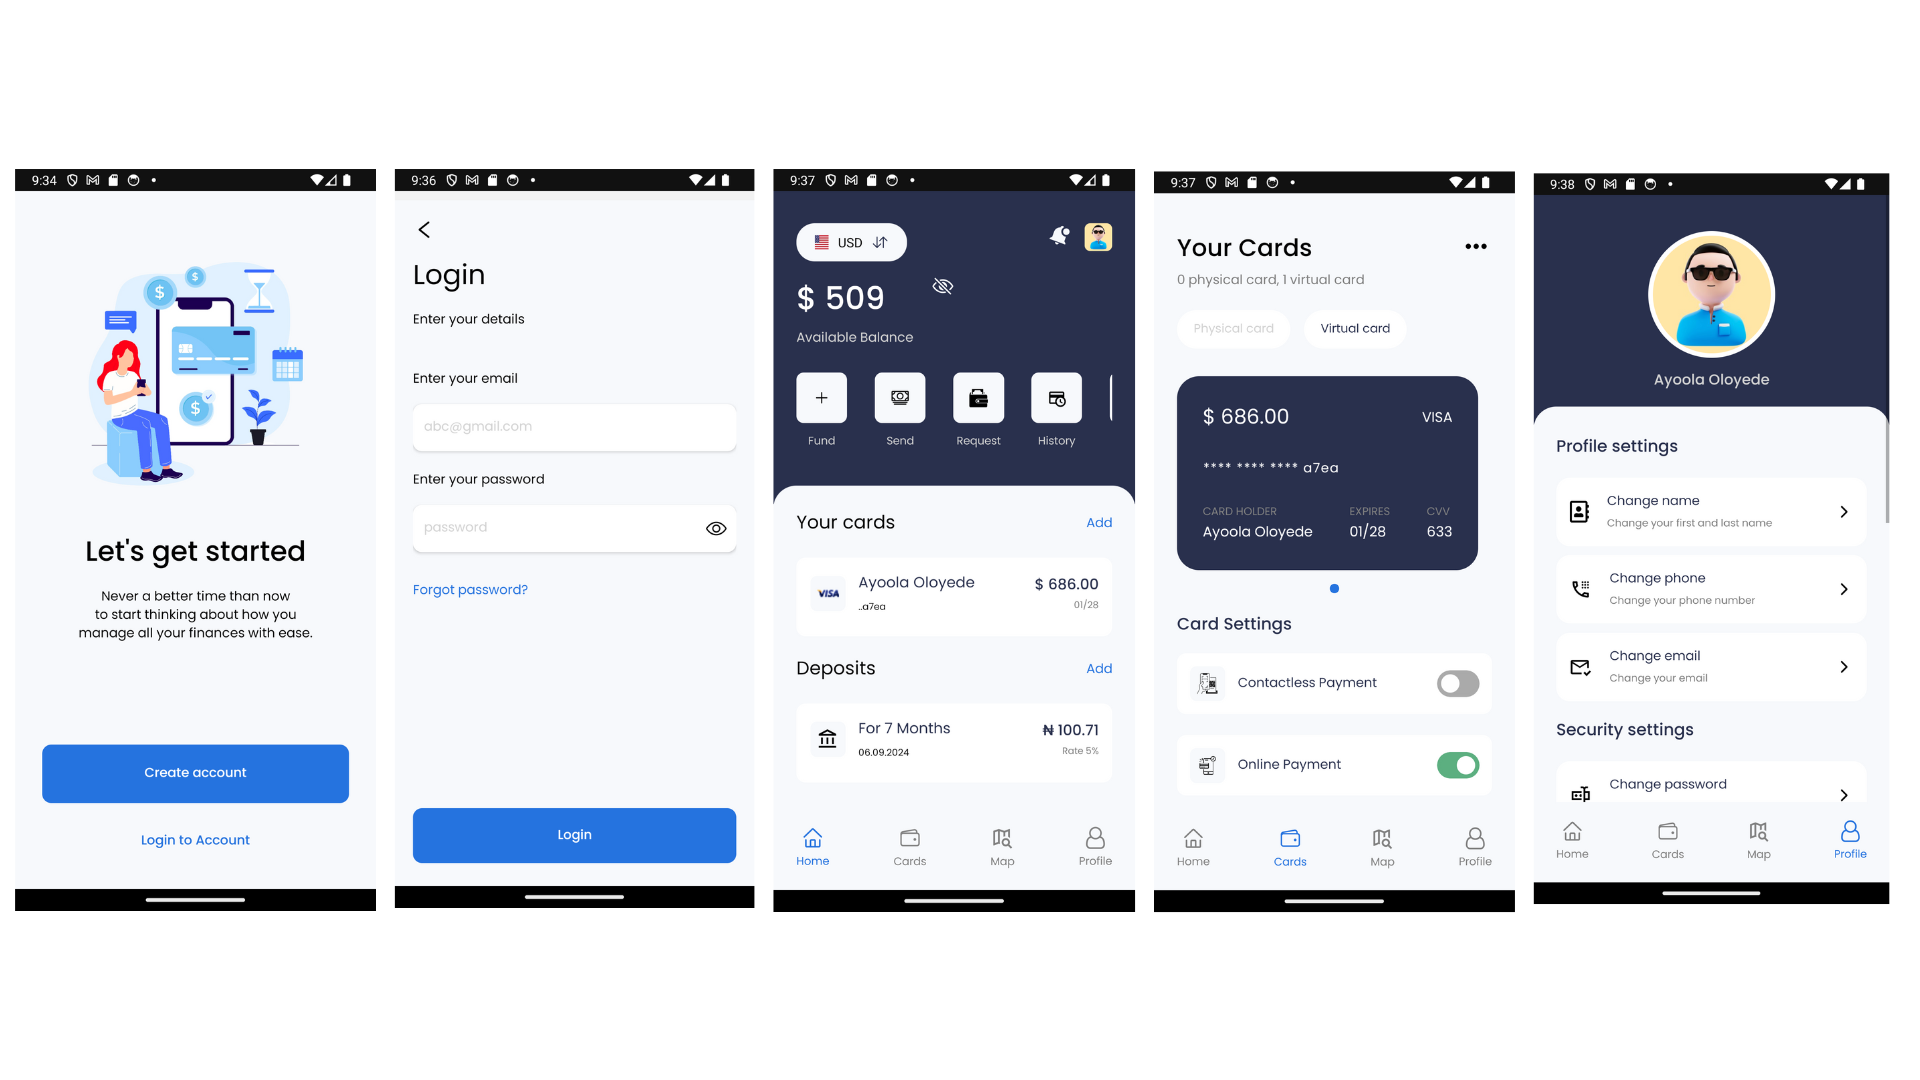 9:34
Let's get started
Never a better time than now
to start thinking about how you
manage all your finances with ease.
Create account
Login to Account
9:36
Login
Enter your details
Enter your email
abc@gmail.com
Enter your password
password
Forgot password?
Login
9:37
USD
$ 509
Available Balance
Fund Send Request History
Your cards Add
VISA Ayoola Oloyede $ 686.00
..a7ea 01/28
Deposits Add
For 7 Months ₦ 100.71
06.09.2024 Rate 5%
Home Cards Map Profile
9:37
Your Cards
0 physical card, 1 virtual card
Physical card Virtual card
$ 686.00 VISA
**** **** **** a7ea
CARD HOLDER EXPIRES CVV
Ayoola Oloyede 01/28 633
Card Settings
Contactless Payment
Online Payment
Home Cards Map Profile
9:38
Ayoola Oloyede
Profile settings
Change name
Change your first and last name
Change phone
Change your phone number
Change email
Change your email
Security settings
Change password
Home Cards Map Profile